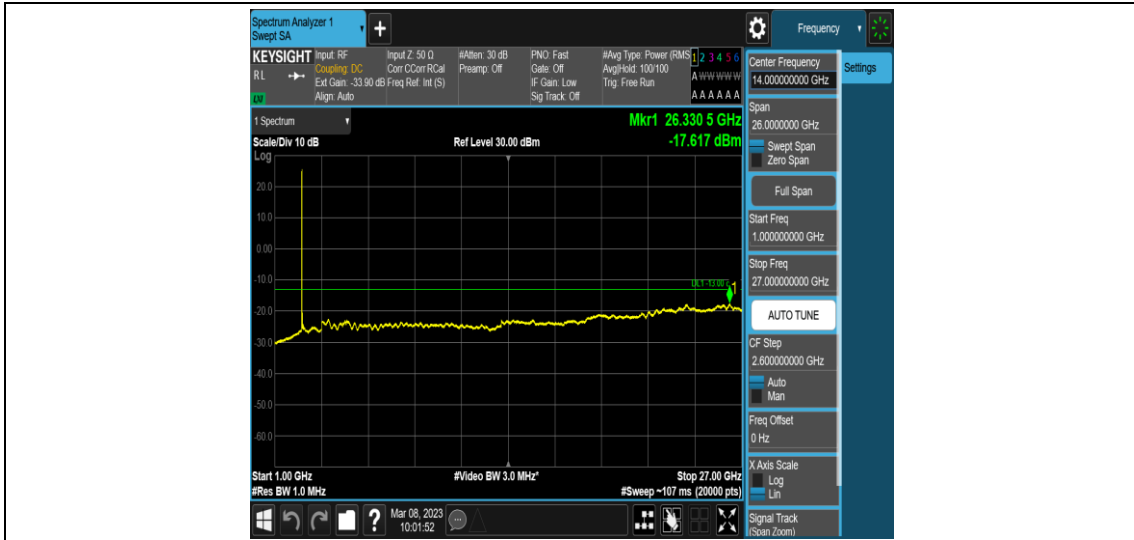 Spectrum Analyzer 1
Swept SA
Frequency
KEYSIGHT
RL
LXI
Input: RF
Coupling: DC
Ext Gain: -33.90 dB
Align: Auto
Input Z: 50 Ω
Corr CCorr RCal
Freq Ref: Int (S)
#Atten: 30 dB
Preamp: Off
PNO: Fast
Gate: Off
IF Gain: Low
Sig Track: Off
#Avg Type: Power (RMS
Avg|Hold: 100/100
Trig: Free Run
1 2 3 4 5 6
A W W W W W
A A A A A A
1 Spectrum
Mkr1 26.330 5 GHz
-17.617 dBm
Scale/Div 10 dB
Ref Level 30.00 dBm
Log
20.0
10.0
0.00
-10.0
-20.0
-30.0
-40.0
-50.0
-60.0
1
Start 1.00 GHz
#Video BW 3.0 MHz*
Stop 27.00 GHz
#Res BW 1.0 MHz
#Sweep ~107 ms (20000 pts)
?
Mar 08, 2023
10:01:52
Center Frequency
14.000000000 GHz
Settings
Span
26.0000000 GHz
Swept Span
Zero Span
Full Span
Start Freq
1.000000000 GHz
Stop Freq
27.000000000 GHz
AUTO TUNE
CF Step
2.600000000 GHz
Auto
Man
Freq Offset
0 Hz
X Axis Scale
Log
Lin
Signal Track
(Span Zoom)